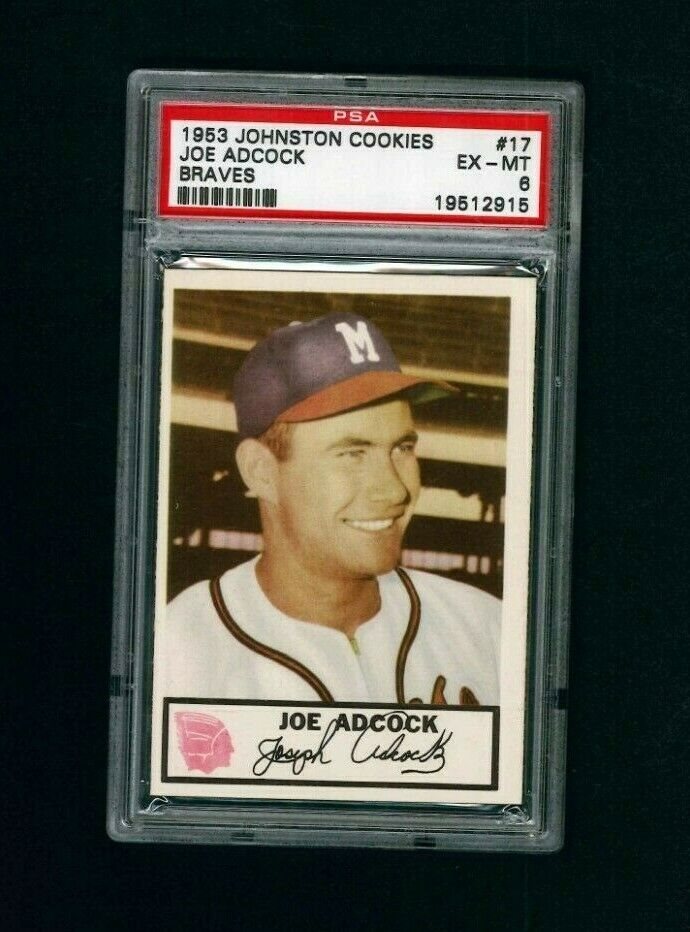 PSA
1953 JOHNSTON COOKIES #17
JOE ADCOCK EX - MT
BRAVES 6
19512915
M
JOE ADCOCK
Joseph Adcock